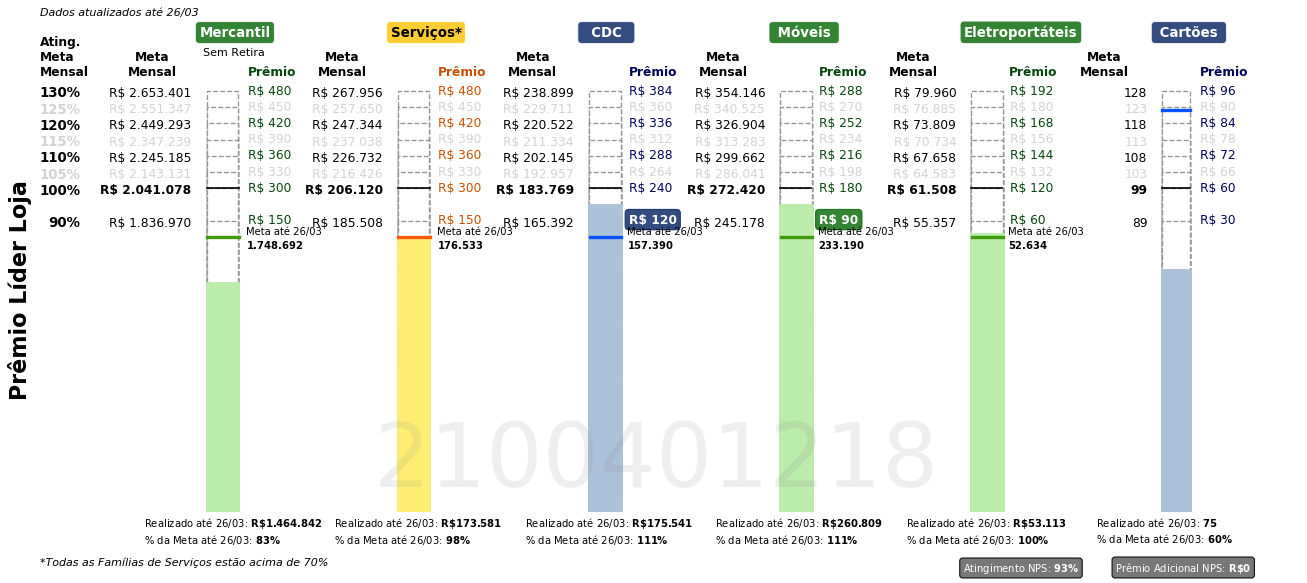 Dados atualizados até 26/03
Mercantil Serviços* CDC Móveis Eletroportáteis Cartões
Sem Retira
Ating. Meta Mensal Meta Mensal Prêmio Meta Mensal Prêmio Meta Mensal Prêmio Meta Mensal Prêmio Meta Mensal Prêmio Meta Mensal Prêmio
130% R$ 2.653.401 R$ 480 R$ 267.956 R$ 480 R$ 238.899 R$ 384 R$ 354.146 R$ 288 R$ 79.960 R$ 192 128 R$ 96
125% R$ 2.551.347 R$ 450 R$ 257.650 R$ 450 R$ 229.711 R$ 360 R$ 340.525 R$ 270 R$ 76.885 R$ 180 123 R$ 90
120% R$ 2.449.293 R$ 420 R$ 247.344 R$ 420 R$ 220.522 R$ 336 R$ 326.904 R$ 252 R$ 73.809 R$ 168 118 R$ 84
115% R$ 2.347.239 R$ 390 R$ 237.038 R$ 390 R$ 211.334 R$ 312 R$ 313.283 R$ 234 R$ 70.734 R$ 156 113 R$ 78
110% R$ 2.245.185 R$ 360 R$ 226.732 R$ 360 R$ 202.145 R$ 288 R$ 299.662 R$ 216 R$ 67.658 R$ 144 108 R$ 72
105% R$ 2.143.131 R$ 330 R$ 216.426 R$ 330 R$ 192.957 R$ 264 R$ 286.041 R$ 198 R$ 64.583 R$ 132 103 R$ 66
100% R$ 2.041.078 R$ 300 R$ 206.120 R$ 300 R$ 183.769 R$ 240 R$ 272.420 R$ 180 R$ 61.508 R$ 120 99 R$ 60
90% R$ 1.836.970 R$ 150 R$ 185.508 R$ 150 R$ 165.392 R$ 120 R$ 245.178 R$ 90 R$ 55.357 R$ 60 89 R$ 30
Meta até 26/03 Meta até 26/03 Meta até 26/03 Meta até 26/03 Meta até 26/03
1.748.692 176.533 157.390 233.190 52.634
Prêmio Líder Loja
2100401218
Realizado até 26/03: R$1.464.842 Realizado até 26/03: R$173.581 Realizado até 26/03: R$175.541 Realizado até 26/03: R$260.809 Realizado até 26/03: R$53.113 Realizado até 26/03: 75
% da Meta até 26/03: 83% % da Meta até 26/03: 98% % da Meta até 26/03: 111% % da Meta até 26/03: 111% % da Meta até 26/03: 100% % da Meta até 26/03: 60%
*Todas as Famílias de Serviços estão acima de 70% Atingimento NPS: 93% Prêmio Adicional NPS: R$0